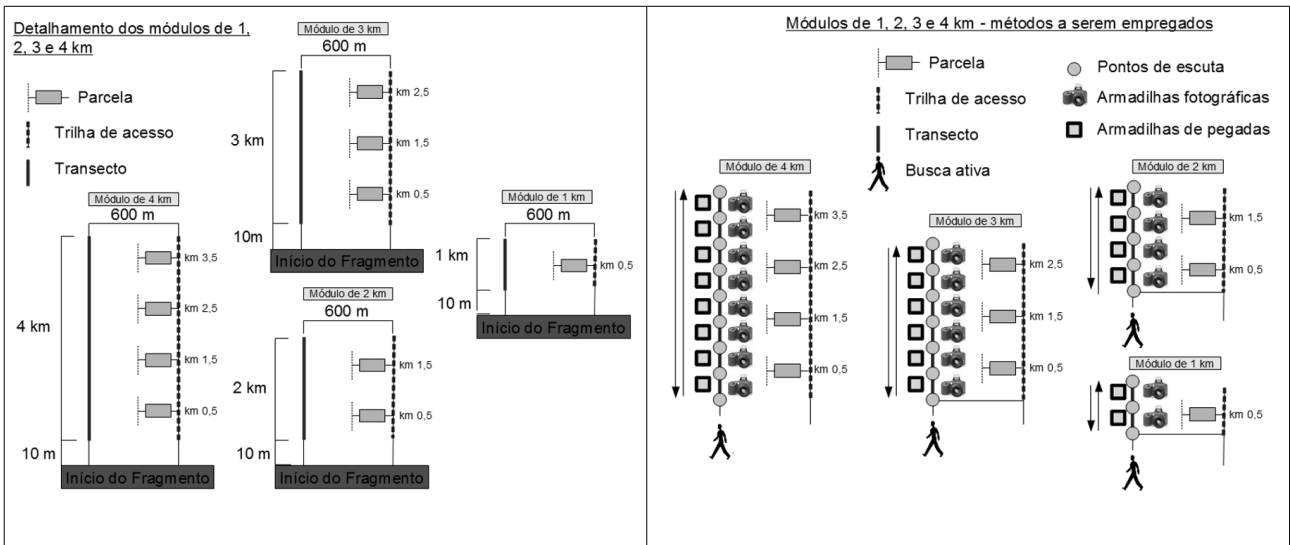 Detalhamento dos módulos de 1,
2, 3 e 4 km
Parcela
Trilha de acesso
Transecto
Módulo de 3 km
600 m
3 km
km 2,5
km 1,5
km 0,5
10m
Início do Fragmento
Módulo de 4 km
600 m
4 km
km 3,5
km 2,5
km 1,5
km 0,5
10 m
Início do Fragmento
Módulo de 2 km
600 m
2 km
km 1,5
km 0,5
10 m
Início do Fragmento
Módulo de 1 km
600 m
1 km
km 0,5
10 m
Início do Fragmento
Módulos de 1, 2, 3 e 4 km - métodos a serem empregados
Parcela
Trilha de acesso
Transecto
Busca ativa
Pontos de escuta
Armadilhas fotográficas
Armadilhas de pegadas
Módulo de 4 km
km 3,5
km 2,5
km 1,5
km 0,5
Módulo de 3 km
km 2,5
km 1,5
km 0,5
Módulo de 2 km
km 1,5
km 0,5
Módulo de 1 km
km 0,5